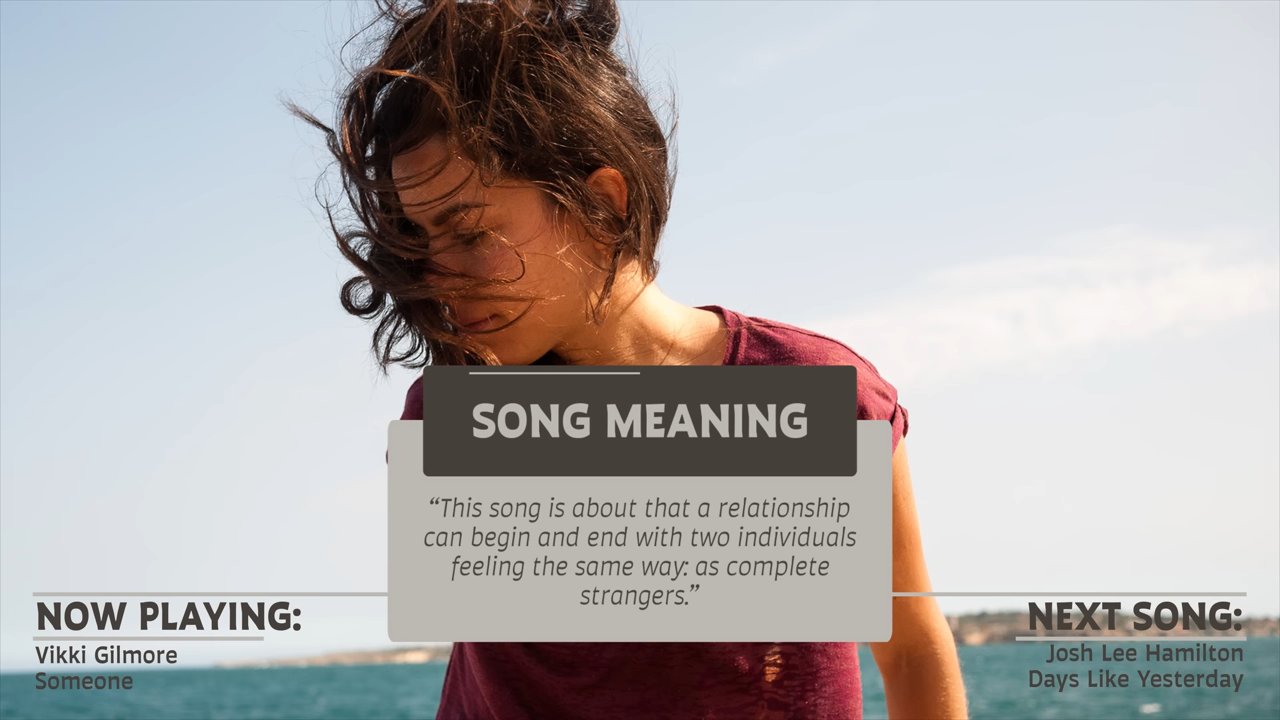 SONG MEANING
“This song is about that a relationship
can begin and end with two individuals
feeling the same way: as complete
strangers.”
NOW PLAYING:
Vikki Gilmore
Someone
NEXT SONG:
Josh Lee Hamilton
Days Like Yesterday